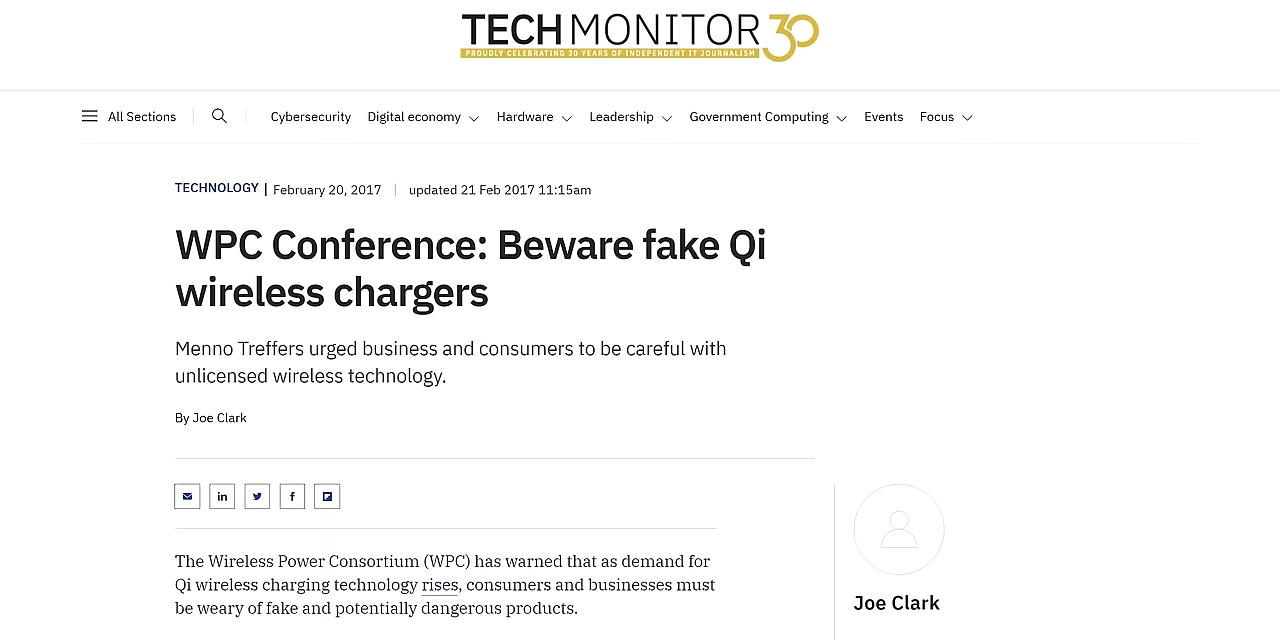 TECHMONITOR 30
PROUDLY CELEBRATING 30 YEARS OF INDEPENDENT IT JOURNALISM
All Sections Cybersecurity Digital economy Hardware Leadership Government Computing Events Focus
TECHNOLOGY | February 20, 2017 | updated 21 Feb 2017 11:15am
WPC Conference: Beware fake Qi
wireless chargers
Menno Treffers urged business and consumers to be careful with
unlicensed wireless technology.
By Joe Clark
The Wireless Power Consortium (WPC) has warned that as demand for
Qi wireless charging technology rises, consumers and businesses must
be weary of fake and potentially dangerous products.
Joe Clark